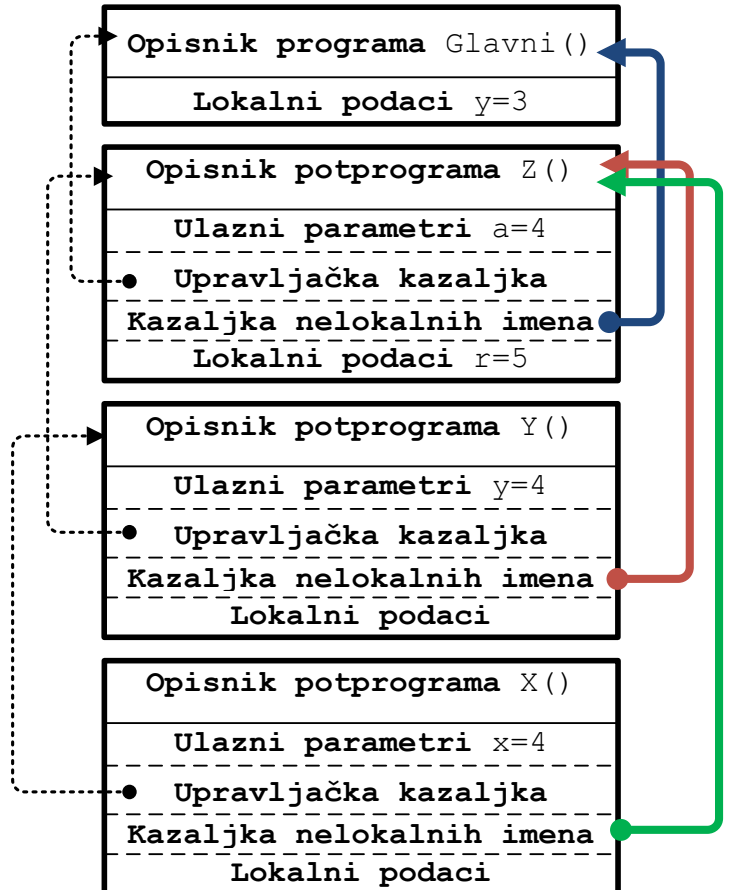 Opisnik programa Glavni()
Lokalni podaci y=3
Opisnik potprograma Z()
Ulazni parametri a=4
Upravljačka kazaljka
Kazaljka nelokalnih imena
Lokalni podaci r=5
Opisnik potprograma Y()
Ulazni parametri y=4
Upravljačka kazaljka
Kazaljka nelokalnih imena
Lokalni podaci
Opisnik potprograma X()
Ulazni parametri x=4
Upravljačka kazaljka
Kazaljka nelokalnih imena
Lokalni podaci